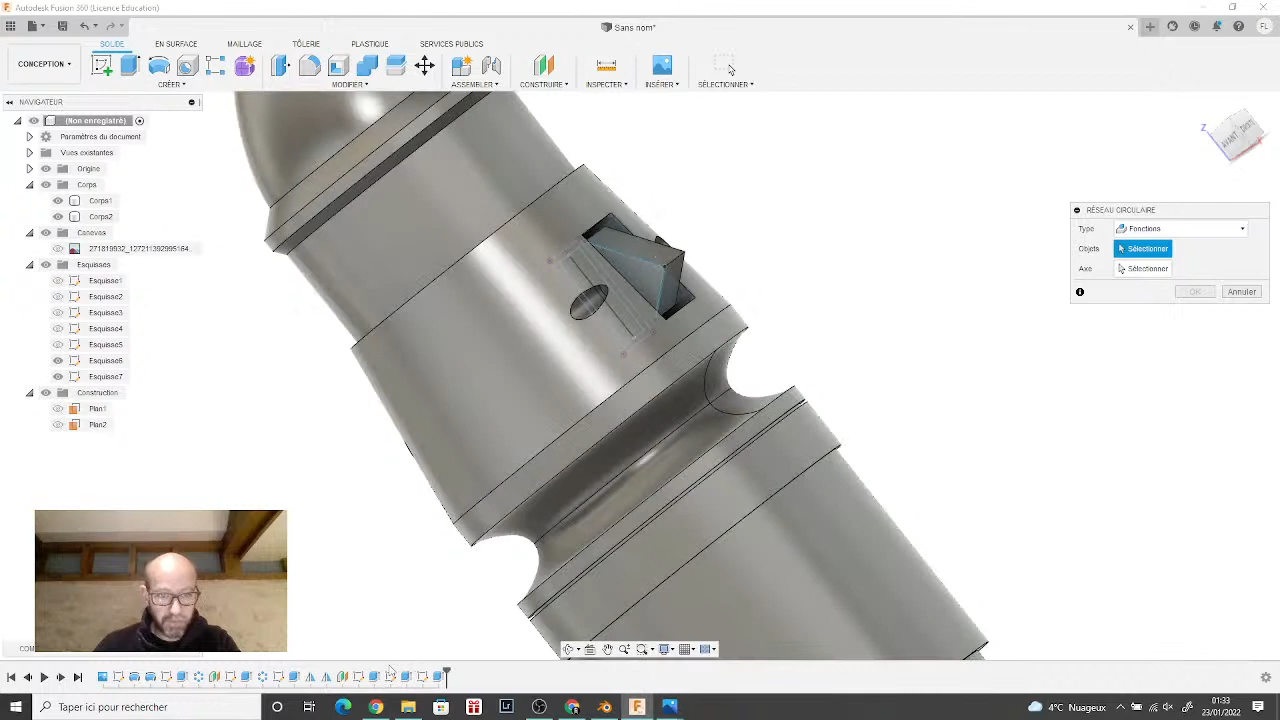 Autodesk Fusion 360 (Licence Education)
Sans nom*
FL
SOLIDE
EN SURFACE
MAILLAGE
TÔLERIE
PLASTIQUE
SERVICES PUBLICS
CONCEPTION
CRÉER
MODIFIER
ASSEMBLER
CONSTRUIRE
INSPECTER
INSÉRER
SÉLECTIONNER
NAVIGATEUR
(Non enregistré)
Paramètres du document
Vues existantes
Origine
Corps
Corps1
Corps2
Canevas
Esquisses
Esquisse1
Esquisse2
Esquisse3
Esquisse4
Esquisse5
Esquisse6
Esquisse7
Construction
Plan1
Plan2
Z
AVANT
RÉSEAU CIRCULAIRE
Type
Fonctions
Objets
Sélectionner
Axe
Sélectionner
OK
Annuler
Taper ici pour rechercher
4°C Nuageux
01:33
23/01/2022